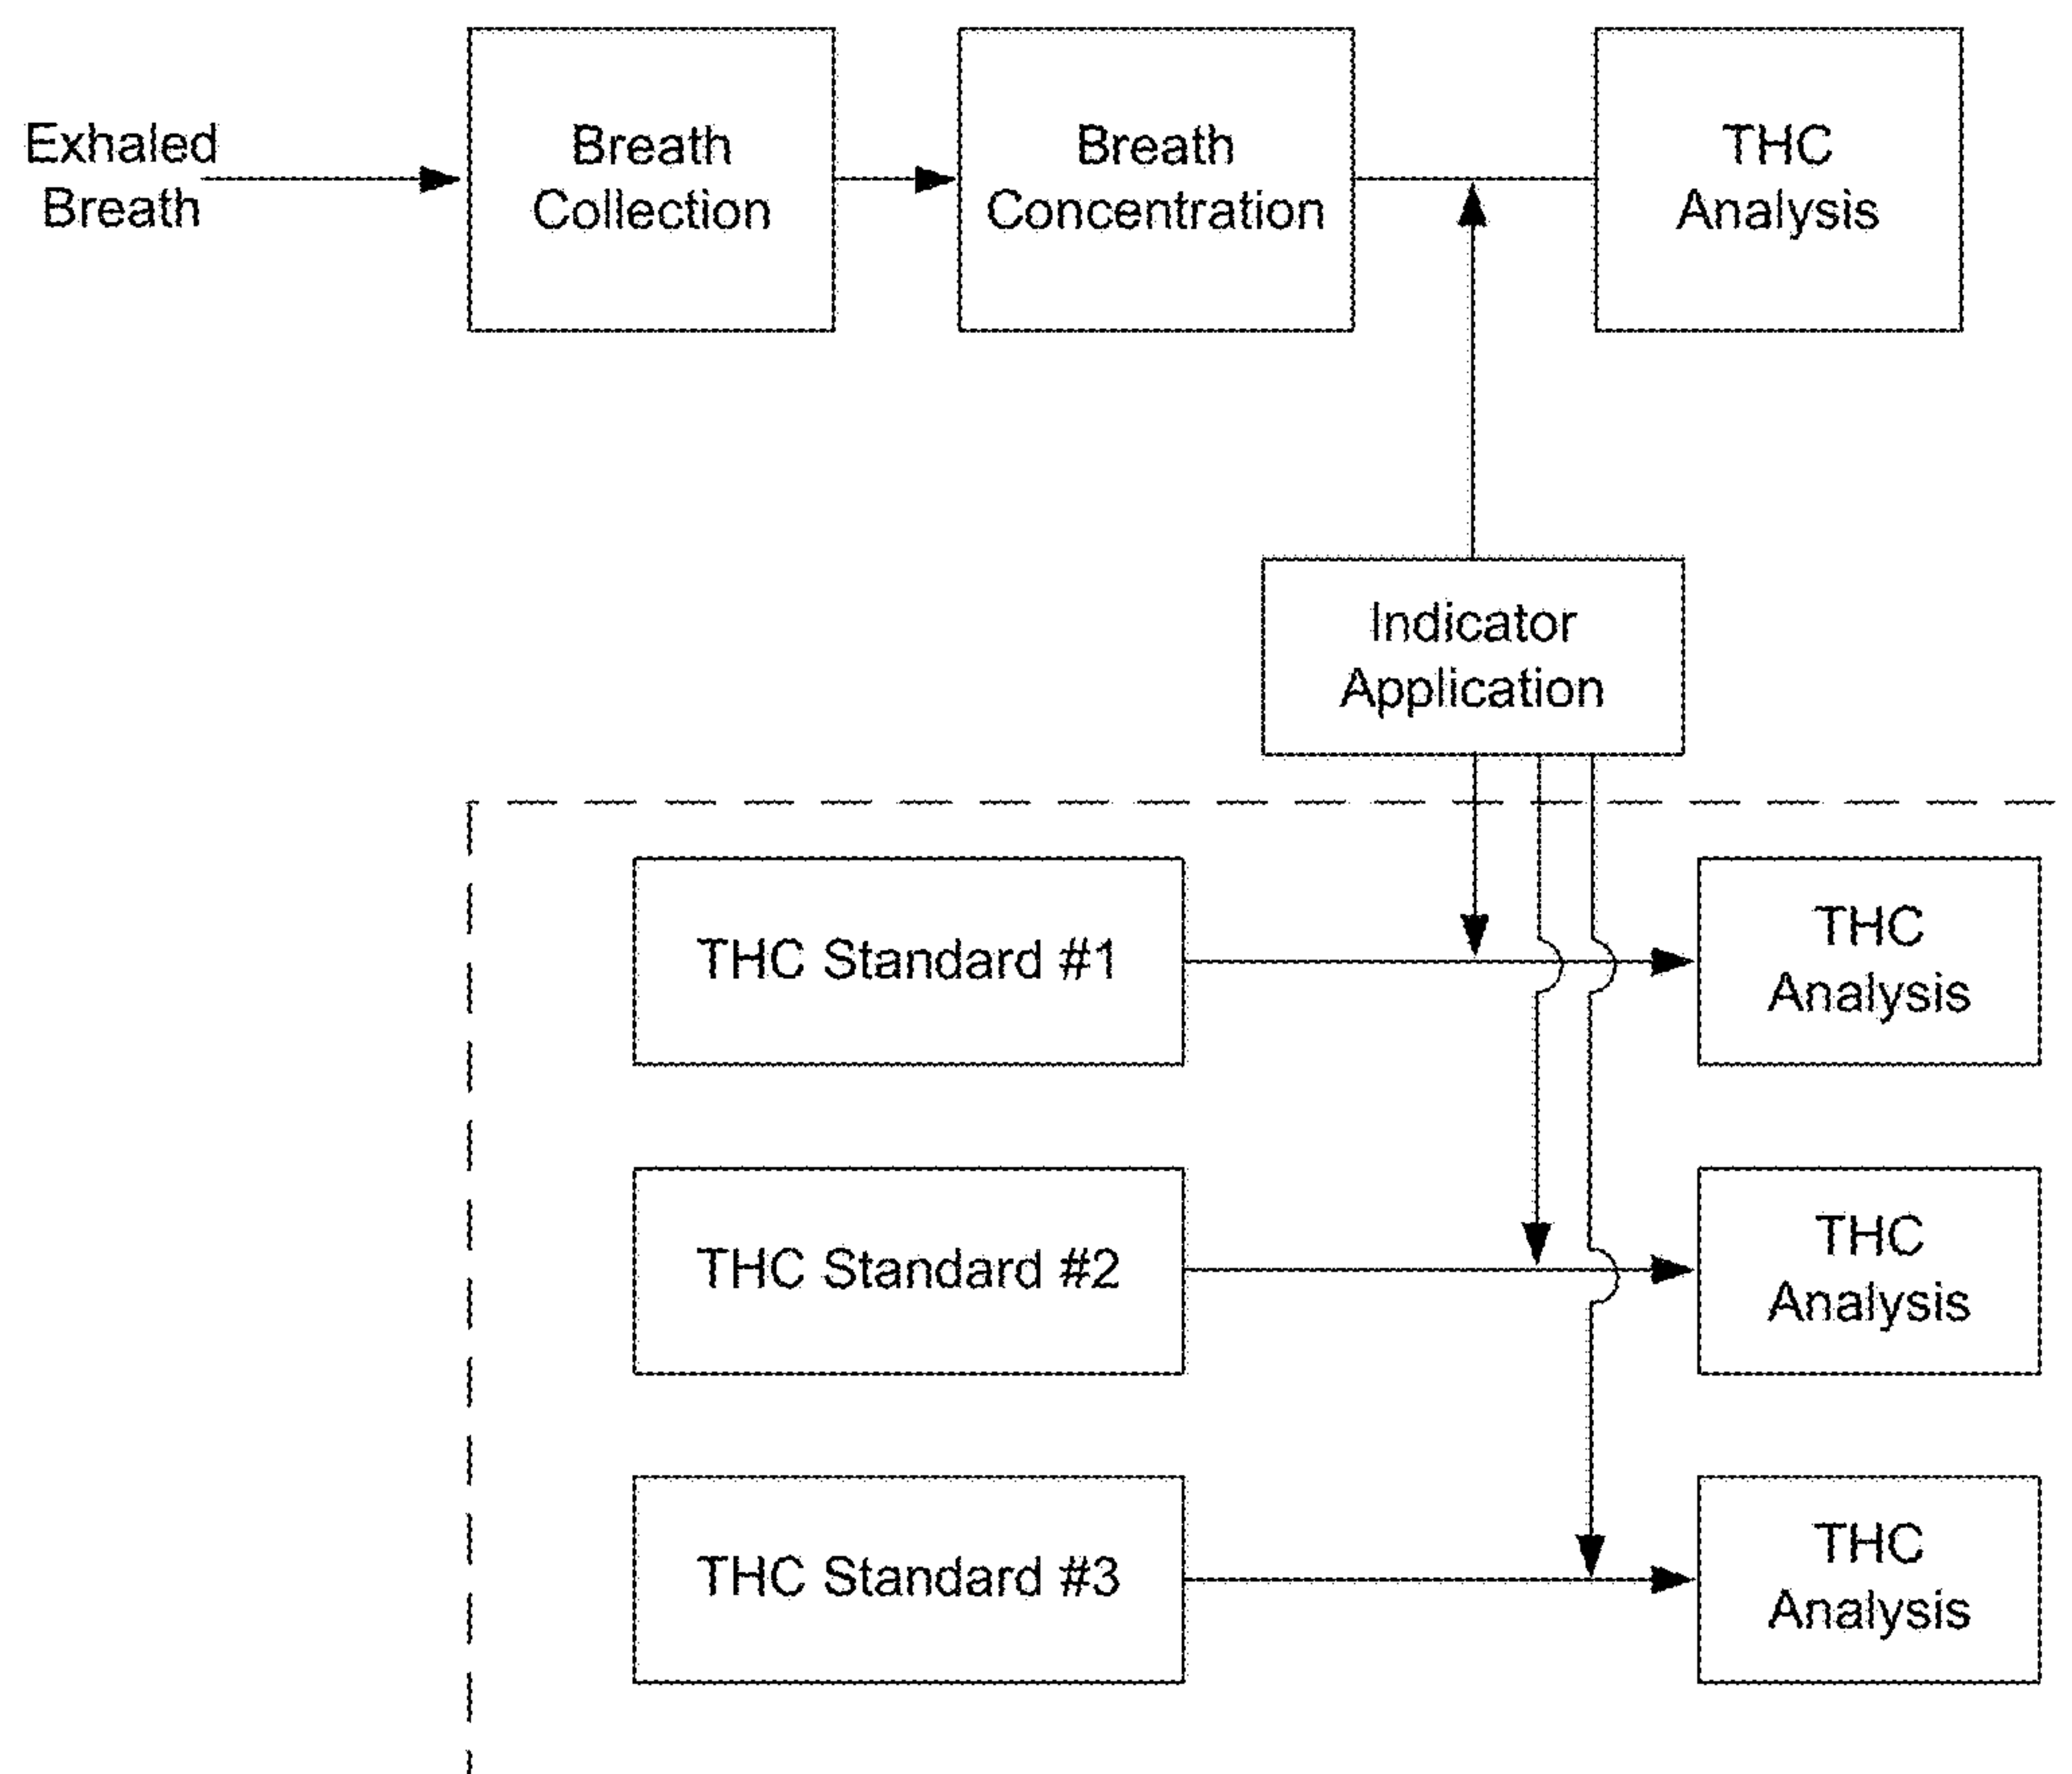 Exhaled
Breath
Breath
Collection
Breath
Concentration
THC
Analysis
Indicator
Application
THC Standard #1
THC
Analysis
THC Standard #2
THC
Analysis
THC Standard #3
THC
Analysis